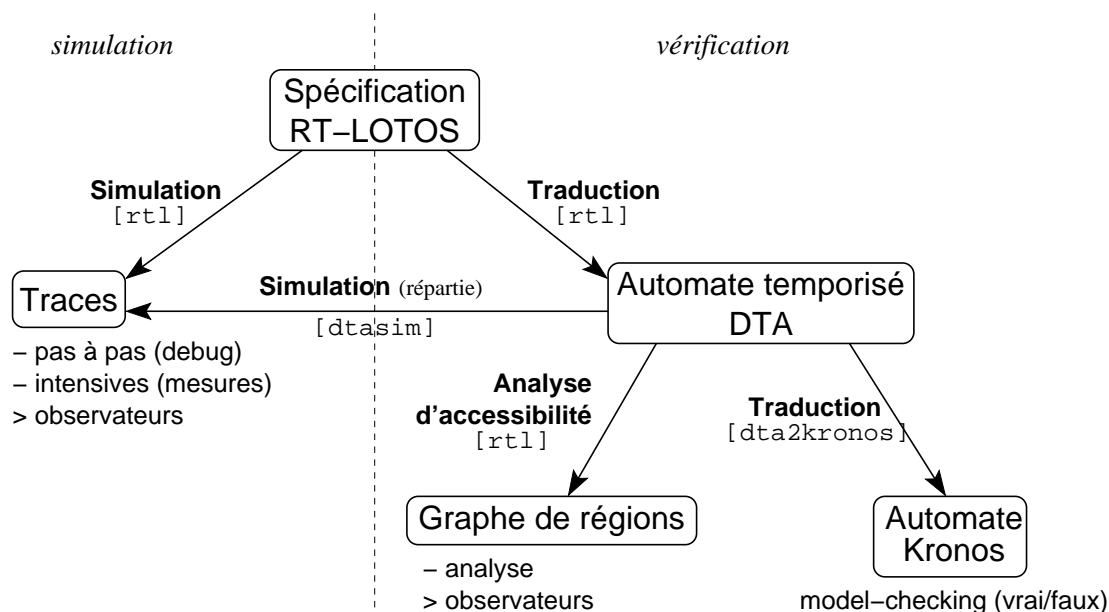 simulation
vérification
Spécification
RT–LOTOS
Simulation
[rtl]
Traduction
[rtl]
Traces
Simulation (répartie)
[dtasim]
Automate temporisé
DTA
– pas à pas (debug)
– intensives (mesures)
> observateurs
Analyse
d'accessibilité
[rtl]
Traduction
[dta2kronos]
Graphe de régions
Automate
Kronos
– analyse
> observateurs
model–checking (vrai/faux)